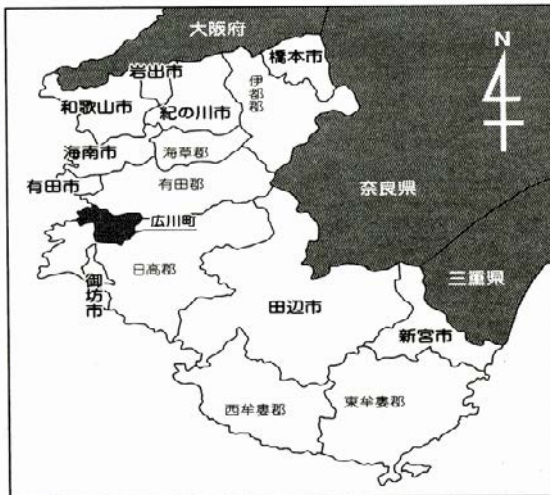 大阪府
橋本市
N
岩出市
伊都郡
和歌山市
紀の川市
海南市
海草郡
有田市
有田郡
奈良県
広川町
日高郡
御坊市
三重県
田辺市
新宮市
西牟婁郡
東牟婁郡